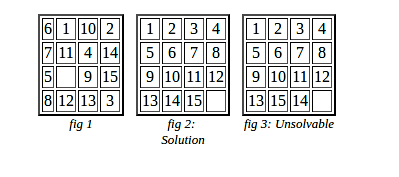 6 1 10 2
7 11 4 14
5 9 15
8 12 13 3
fig 1
1 2 3 4
5 6 7 8
9 10 11 12
13 14 15
fig 2:
Solution
1 2 3 4
5 6 7 8
9 10 11 12
13 15 14
fig 3: Unsolvable